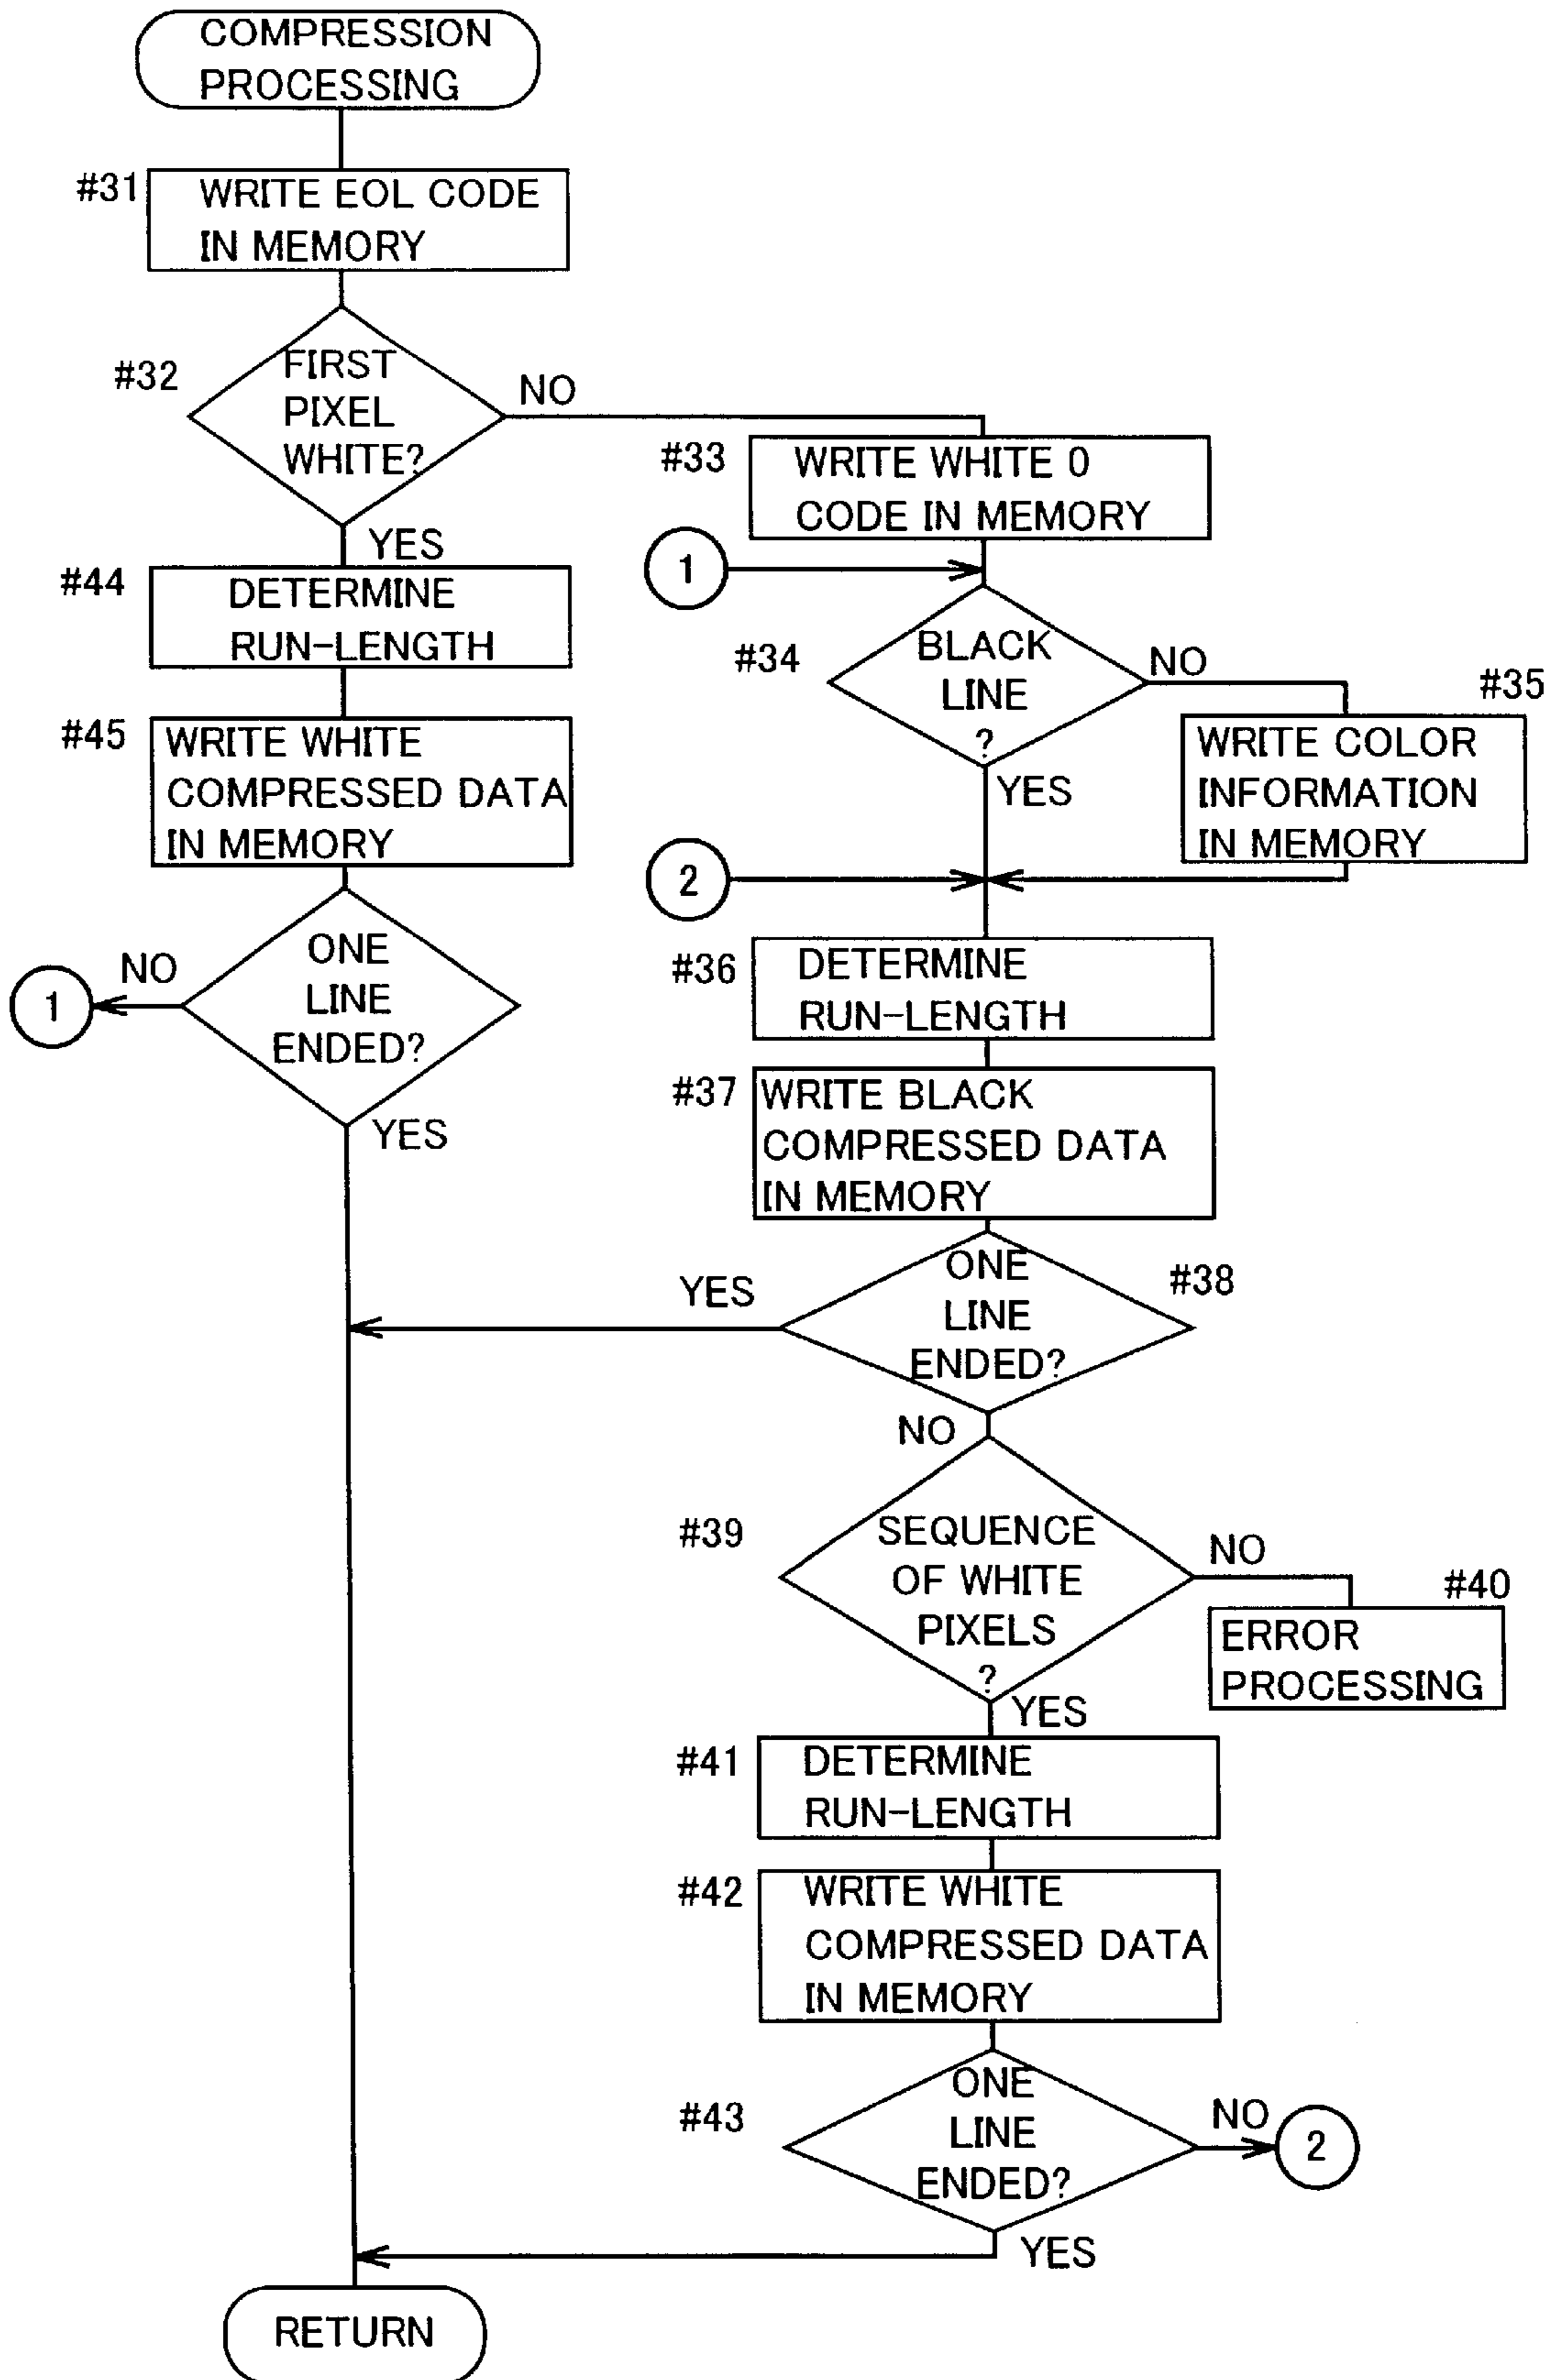 COMPRESSION
PROCESSING
#31
WRITE EOL CODE
IN MEMORY
#32
FIRST
PIXEL
WHITE?
NO
YES
#33
WRITE WHITE 0
CODE IN MEMORY
1
#44
DETERMINE
RUN-LENGTH
#34
BLACK
LINE
?
NO
YES
#35
WRITE COLOR
INFORMATION
IN MEMORY
#45
WRITE WHITE
COMPRESSED DATA
IN MEMORY
2
ONE
LINE
ENDED?
NO
1
YES
#36
DETERMINE
RUN-LENGTH
#37
WRITE BLACK
COMPRESSED DATA
IN MEMORY
#38
ONE
LINE
ENDED?
YES
NO
#39
SEQUENCE
OF WHITE
PIXELS
?
NO
YES
#40
ERROR
PROCESSING
#41
DETERMINE
RUN-LENGTH
#42
WRITE WHITE
COMPRESSED DATA
IN MEMORY
#43
ONE
LINE
ENDED?
NO
2
YES
RETURN